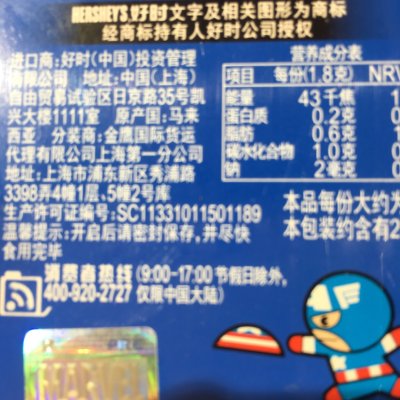 HERSHEY'S, 好时文字及相关图形为商标
经商标持有人好时公司授权
进口商: 好时(中国)投资管理
有限公司 地址: 中国(上海)
自由贸易试验区日京路35号凯
兴大楼1111室 原产国: 马来
西亚 分装商: 金鹰国际货运
代理有限公司上海第一分公司
地址: 上海市浦东新区秀浦路
3398弄4幢1层、5幢2号库
生产许可证编号: SC11331011501189
温馨提示: 开启后请密封保存, 并尽快
食用完毕
消费者热线 (9:00-17:00 节假日除外,
400-920-2727 仅限中国大陆)
营养成分表
项目 每份(1.8克) NRV
能量 43千焦 1
蛋白质 0.2克 0
脂肪 0.6克 1
碳水化合物 1.0克 0
钠 2毫克 0
本品每份大约为
本包装约含有2